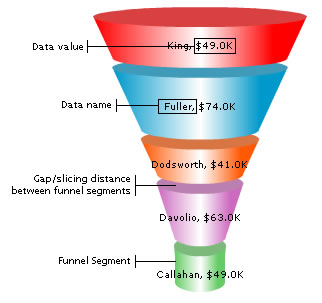 Data value
King, $49.0K
Data name
Fuller, $74.0K
Dodsworth, $41.0K
Gap/slicing distance
between funnel segments
Davolio, $63.0K
Funnel Segment
Callahan, $49.0K